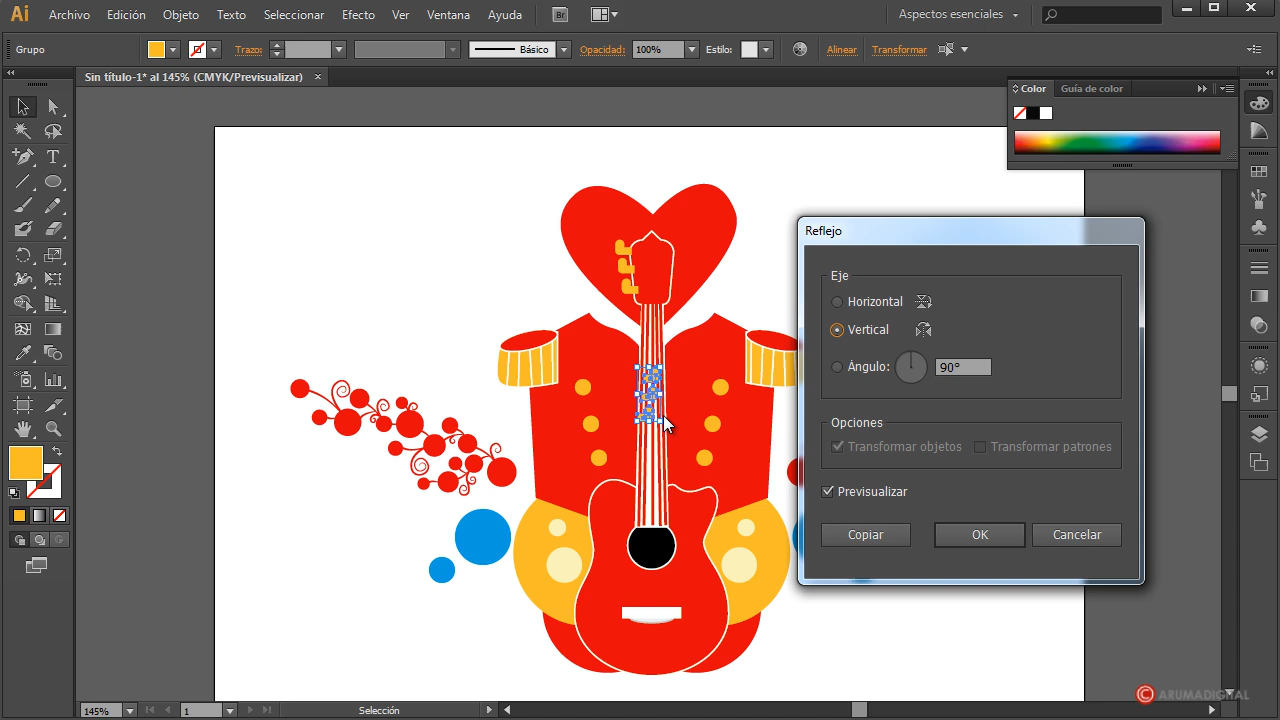 Ai Archivo Edición Objeto Texto Seleccionar Efecto Ver Ventana Ayuda Br Aspectos esenciales
Grupo Trazo: Básico Opacidad: 100% Estilo: Alinear Transformar
Sin título-1* al 145% (CMYK/Previsualizar) ×
Color Guía de color
Reflejo
Eje
Horizontal
Vertical
Ángulo: 90°
Opciones
Transformar objetos Transformar patrones
Previsualizar
Copiar OK Cancelar
© ARUMADIGITAL
145% 1 Selección